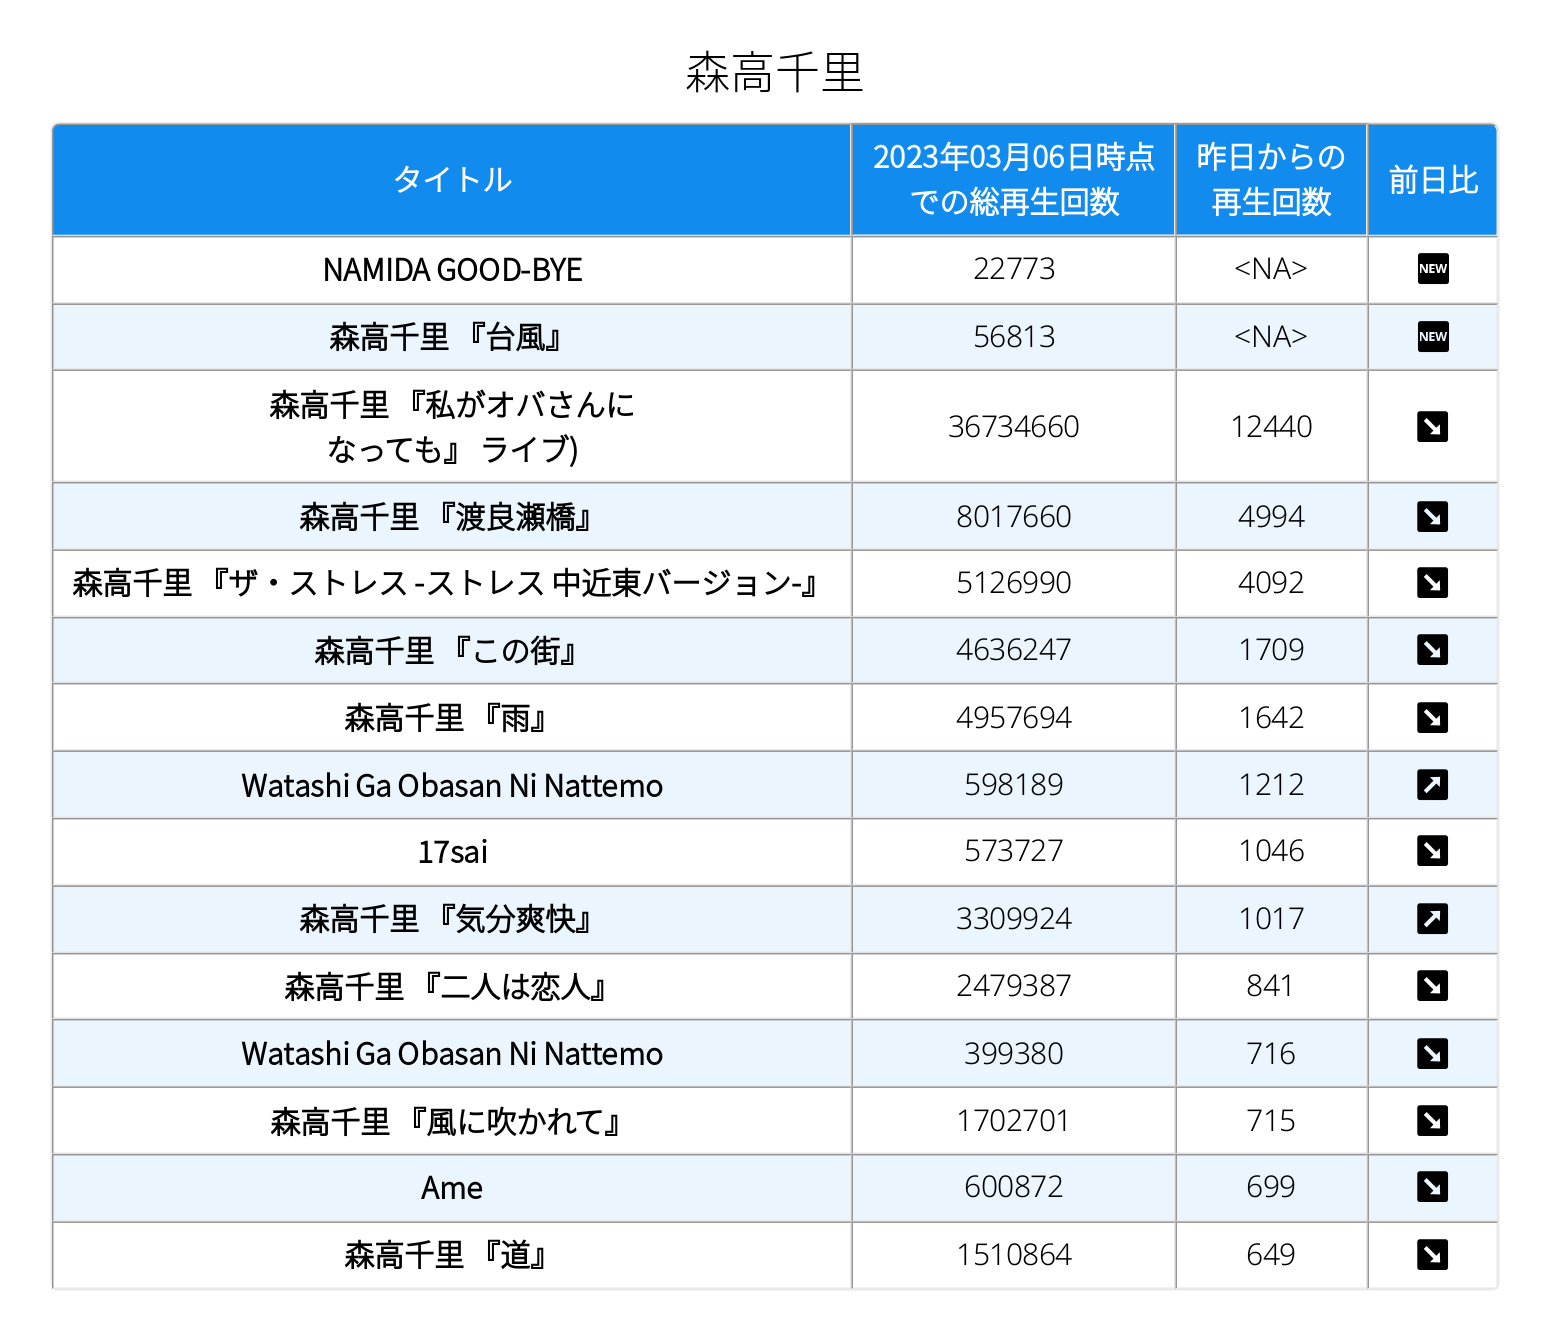 森高千里
タイトル
2023年03月06日時点
での総再生回数
昨日からの
再生回数
前日比
NAMIDA GOOD-BYE 22773 <NA> NEW
森高千里 『台風』 56813 <NA> NEW
森高千里 『私がオバさんに
なっても』 ライブ) 36734660 12440
森高千里 『渡良瀬橋』 8017660 4994
森高千里 『ザ・ストレス -ストレス 中近東バージョン-』 5126990 4092
森高千里 『この街』 4636247 1709
森高千里 『雨』 4957694 1642
Watashi Ga Obasan Ni Nattemo 598189 1212
17sai 573727 1046
森高千里 『気分爽快』 3309924 1017
森高千里 『二人は恋人』 2479387 841
Watashi Ga Obasan Ni Nattemo 399380 716
森高千里 『風に吹かれて』 1702701 715
Ame 600872 699
森高千里 『道』 1510864 649